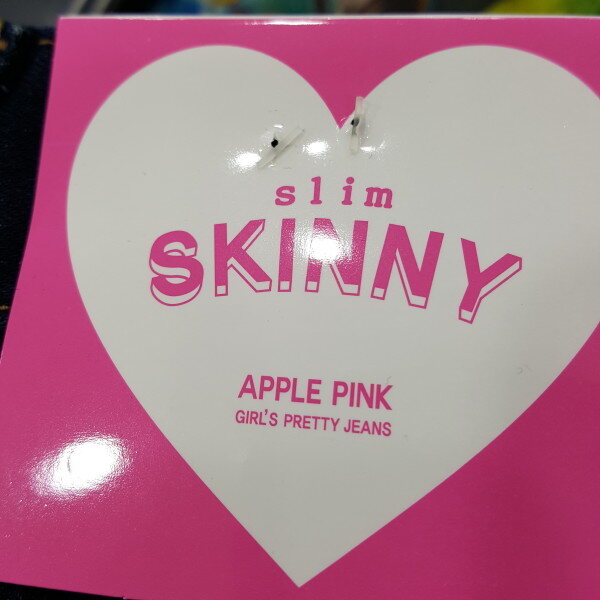 slim
SKINNY
APPLE PINK
GIRL'S PRETTY JEANS